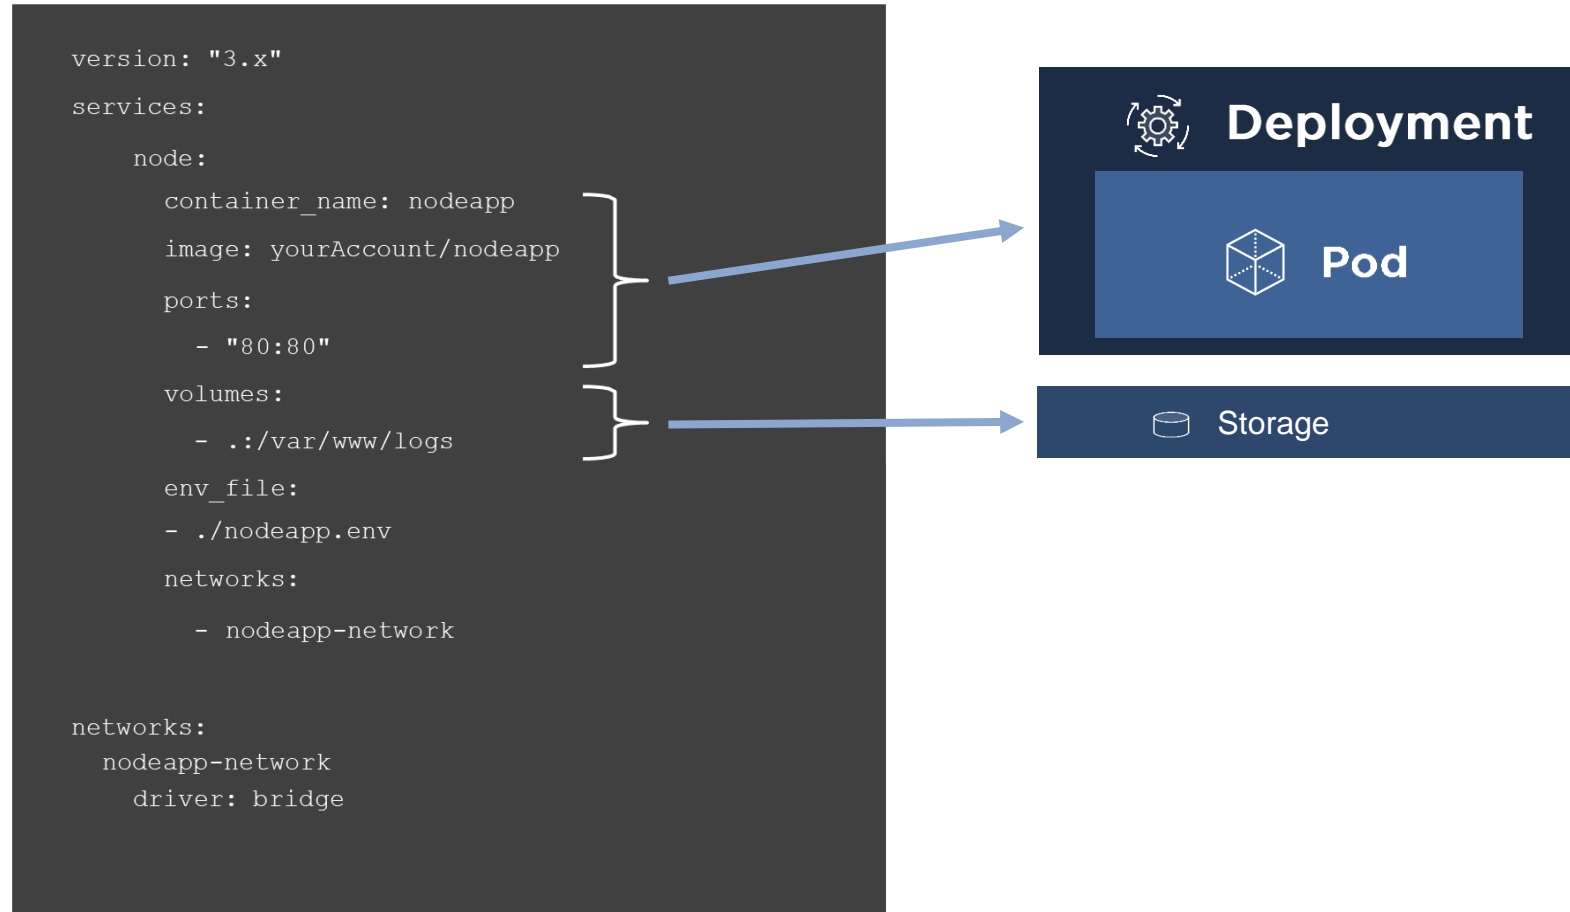 version: "3.x"
services:
node:
container_name: nodeapp
image: yourAccount/nodeapp
ports:
- "80:80"
volumes:
- .:/var/www/logs
env_file:
- ./nodeapp.env
networks:
- nodeapp-network
networks:
nodeapp-network
driver: bridge
Deployment
Pod
Storage